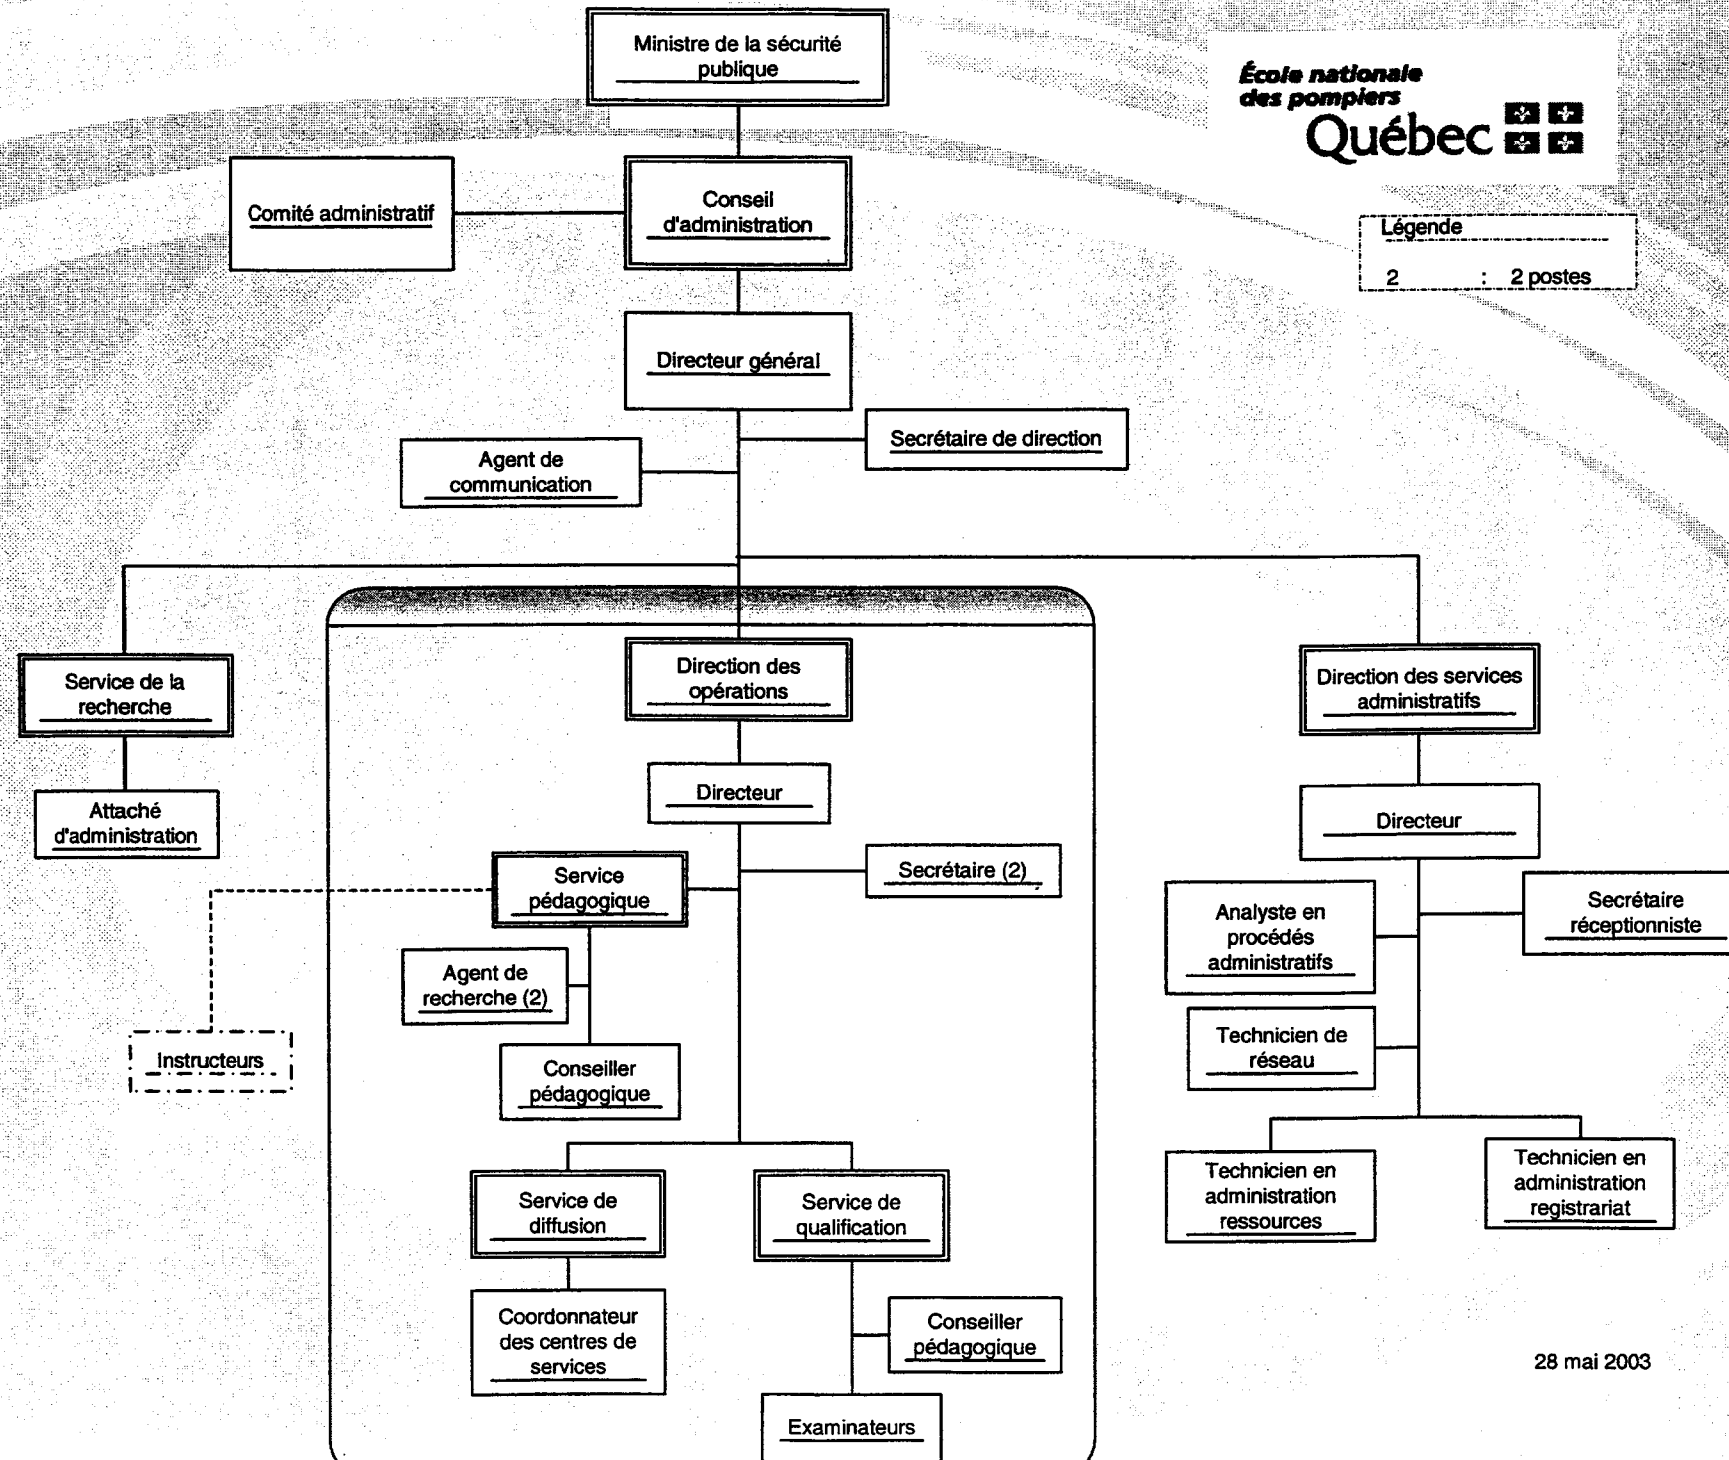 Ministre de la sécurité
publique
École nationale
des pompiers
Québec
Comité administratif
Conseil
d'administration
Légende
2 : 2 postes
Directeur général
Secrétaire de direction
Agent de
communication
Service de la
recherche
Direction des
opérations
Direction des services
administratifs
Attaché
d'administration
Directeur
Directeur
Service
pédagogique
Secrétaire (2)
Analyste en
procédés
administratifs
Secrétaire
réceptionniste
Agent de
recherche (2)
Instructeurs
Conseiller
pédagogique
Technicien de
réseau
Service de
diffusion
Service de
qualification
Technicien en
administration
ressources
Technicien en
administration
registrariat
Coordonnateur
des centres de
services
Conseiller
pédagogique
28 mai 2003
Examinateurs